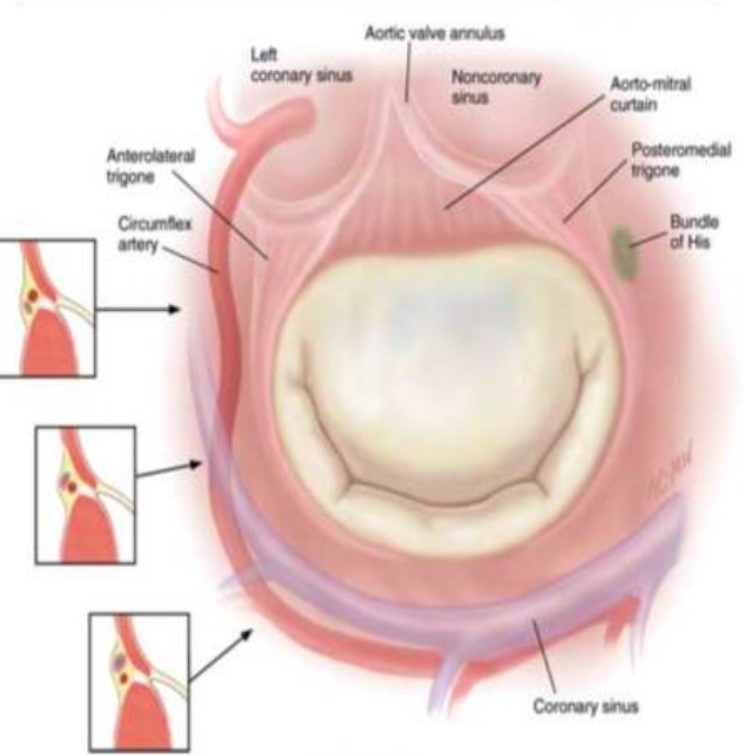 Aortic valve annulus
Left
coronary sinus
Noncoronary
sinus
Aorto-mitral
curtain
Anterolateral
trigone
Posteromedial
trigone
Circumflex
artery
Bundle
of His
Coronary sinus